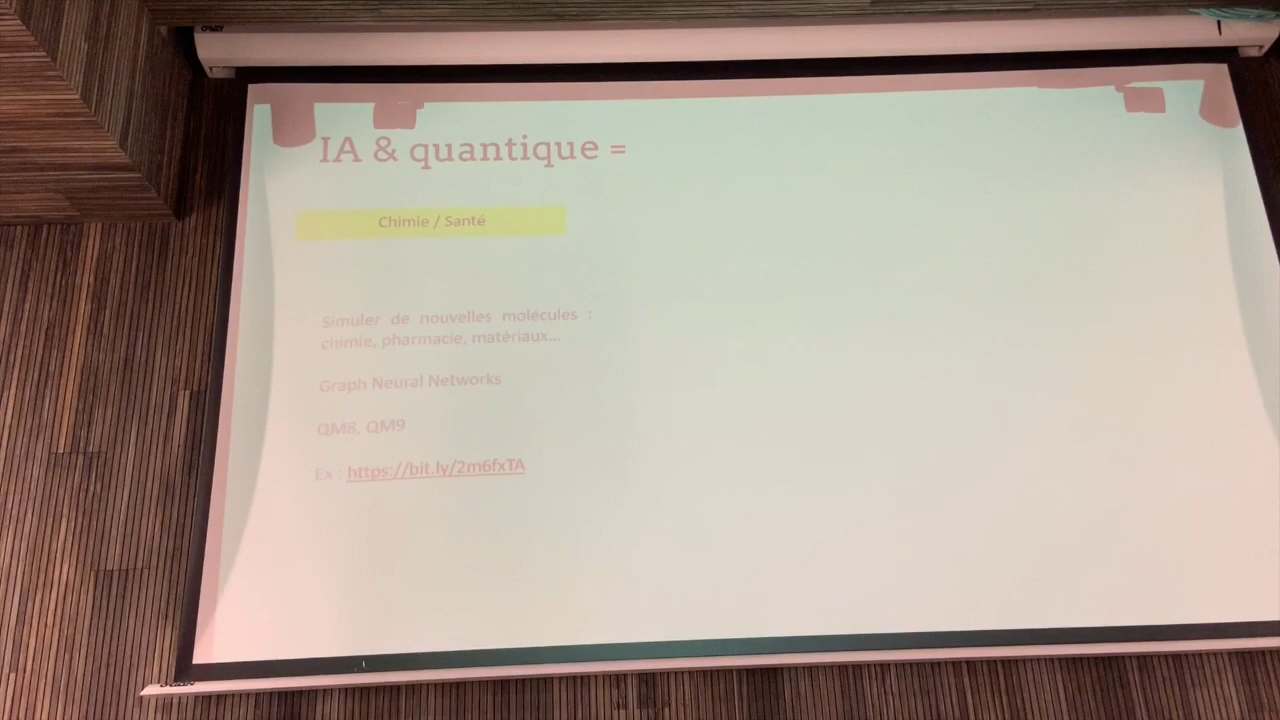 IA & quantique =
Chimie / Santé
Simuler de nouvelles molécules :
chimie, pharmacie, matériaux...
Graph Neural Networks
QM8, QM9
Ex : https://bit.ly/2m6fxTA